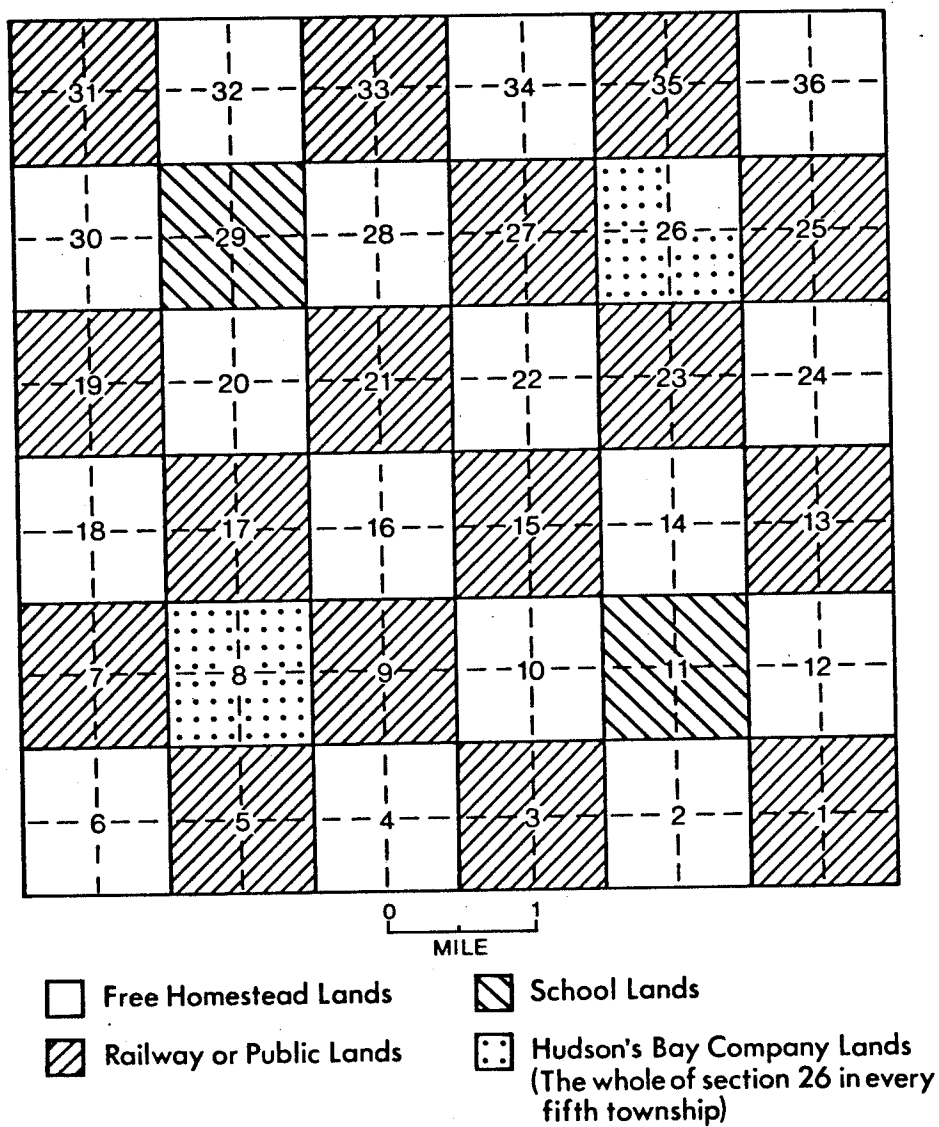 31 32 33 34 35 36
30 29 28 27 26 25
19 20 21 22 23 24
18 17 16 15 14 13
7 8 9 10 11 12
6 5 4 3 2 1
0 1
MILE
Free Homestead Lands
Railway or Public Lands
School Lands
Hudson's Bay Company Lands
(The whole of section 26 in every
fifth township)